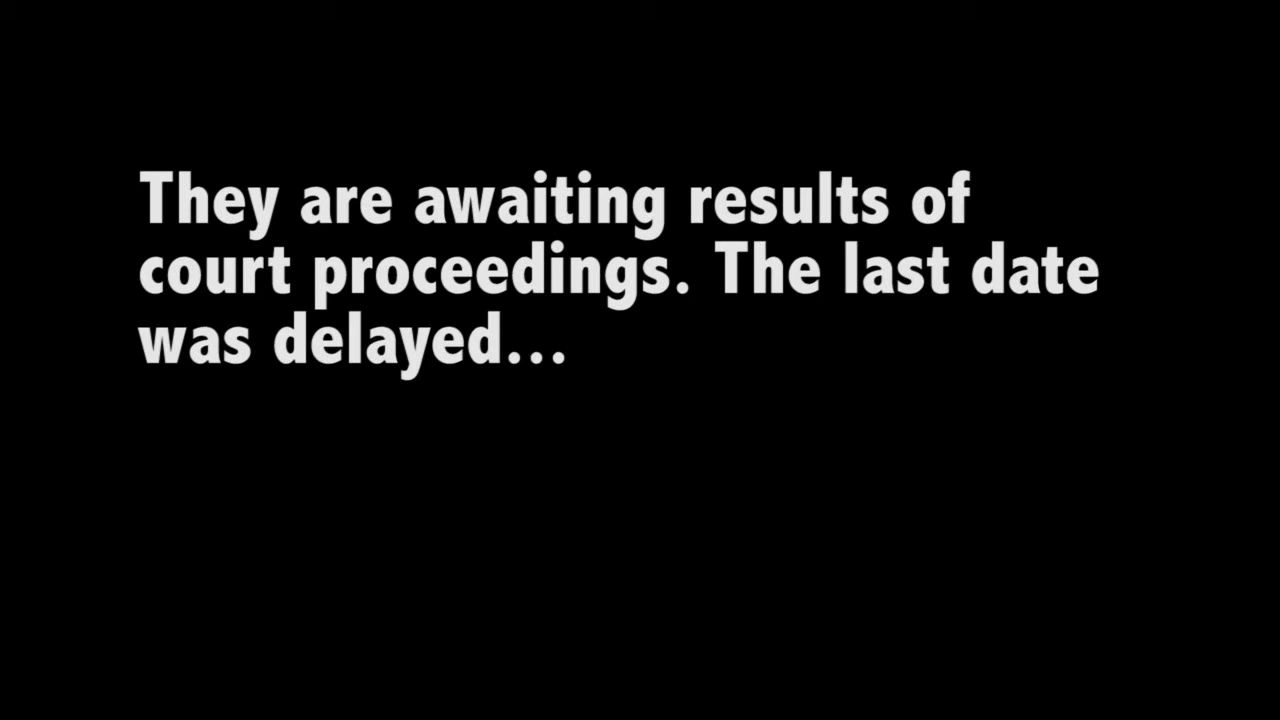 They are awaiting results of
court proceedings. The last date
was delayed...